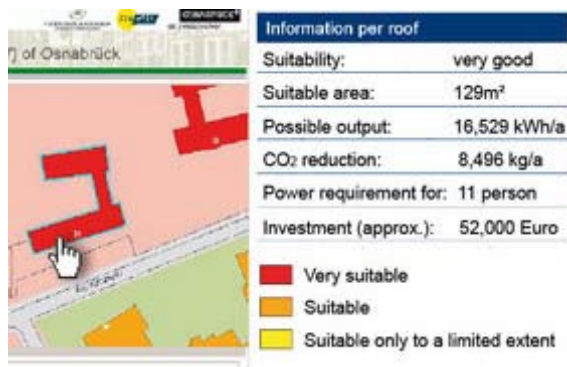 ) of Osnabrück
Information per roof
Suitability: very good
Suitable area: 129m²
Possible output: 16,529 kWh/a
CO2 reduction: 8,496 kg/a
Power requirement for: 11 person
Investment (approx.): 52,000 Euro
Very suitable
Suitable
Suitable only to a limited extent